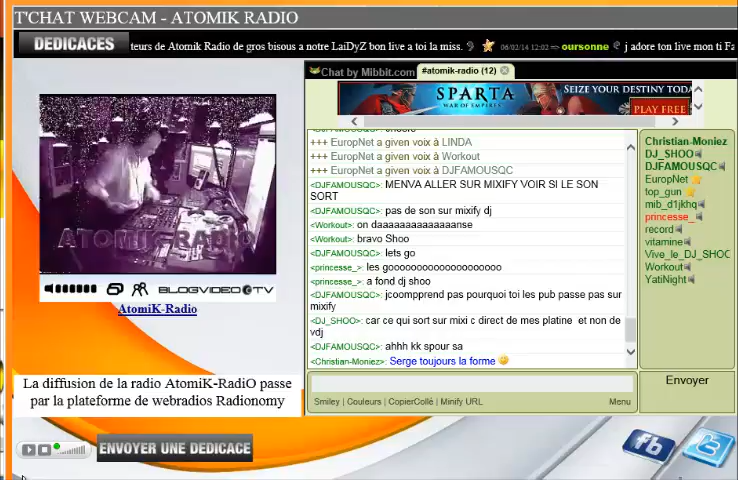 T'CHAT WEBCAM - ATOMIK RADIO
DEDICACES
teurs de Atomik Radio de gros bisous a notre LaiDyZ bon live a toi la miss.
06/02/14 12:02 => oursonne
j adore ton live mon ti Fa
Chat by Mibbit.com
#atomik-radio (12)
SPARTA
WAR OF EMPIRES
SEIZE YOUR DESTINY TODA
PLAY FREE
+++ EuropNet a given voix à LINDA
+++ EuropNet a given voix à Workout
+++ EuropNet a given voix à DJFAMOUSQC
<DJFAMOUSQC> MENVA ALLER SUR MIXIFY VOIR SI LE SON
SORT
<DJFAMOUSQC>: pas de son sur mixify dj
<Workout>: on daaaaaaaaaaaaaanse
<Workout>: bravo Shoo
<DJFAMOUSQC>: lets go
<princesse_>: les gooooooooooooooooooo
<princesse_>: a fond dj shoo
<DJFAMOUSQC>: jcoompprend pas pourquoi toi les pub passe pas sur
mixify
<DJ_SHOO>: car ce qui sort sur mixi c direct de mes platine et non de
vdj
<DJFAMOUSQC>: ahhh kk spour sa
<Christian-Moniez>: Serge toujours la forme
Christian-Moniez
DJ_SHOO
DJFAMOUSQC
EuropNet
top_gun
mib_d1jkhq
princesse_
record
vitamine
Vive_le_DJ_SHOO
Workout
YatiNight
ATOMIK-RADIO
BLOGVIDEO TV
AtomiK-Radio
La diffusion de la radio AtomiK-RadiO passe
par la plateforme de webradios Radionomy
Envoyer
Smiley | Couleurs | CopierCollé | Minify URL
Menu
ENVOYER UNE DEDICACE
fb